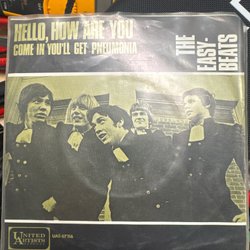 HELLO, HOW ARE YOU
COME IN YOU'LL GET PNEUMONIA
THE
EASY-
BEATS
UNITED
ARTISTS